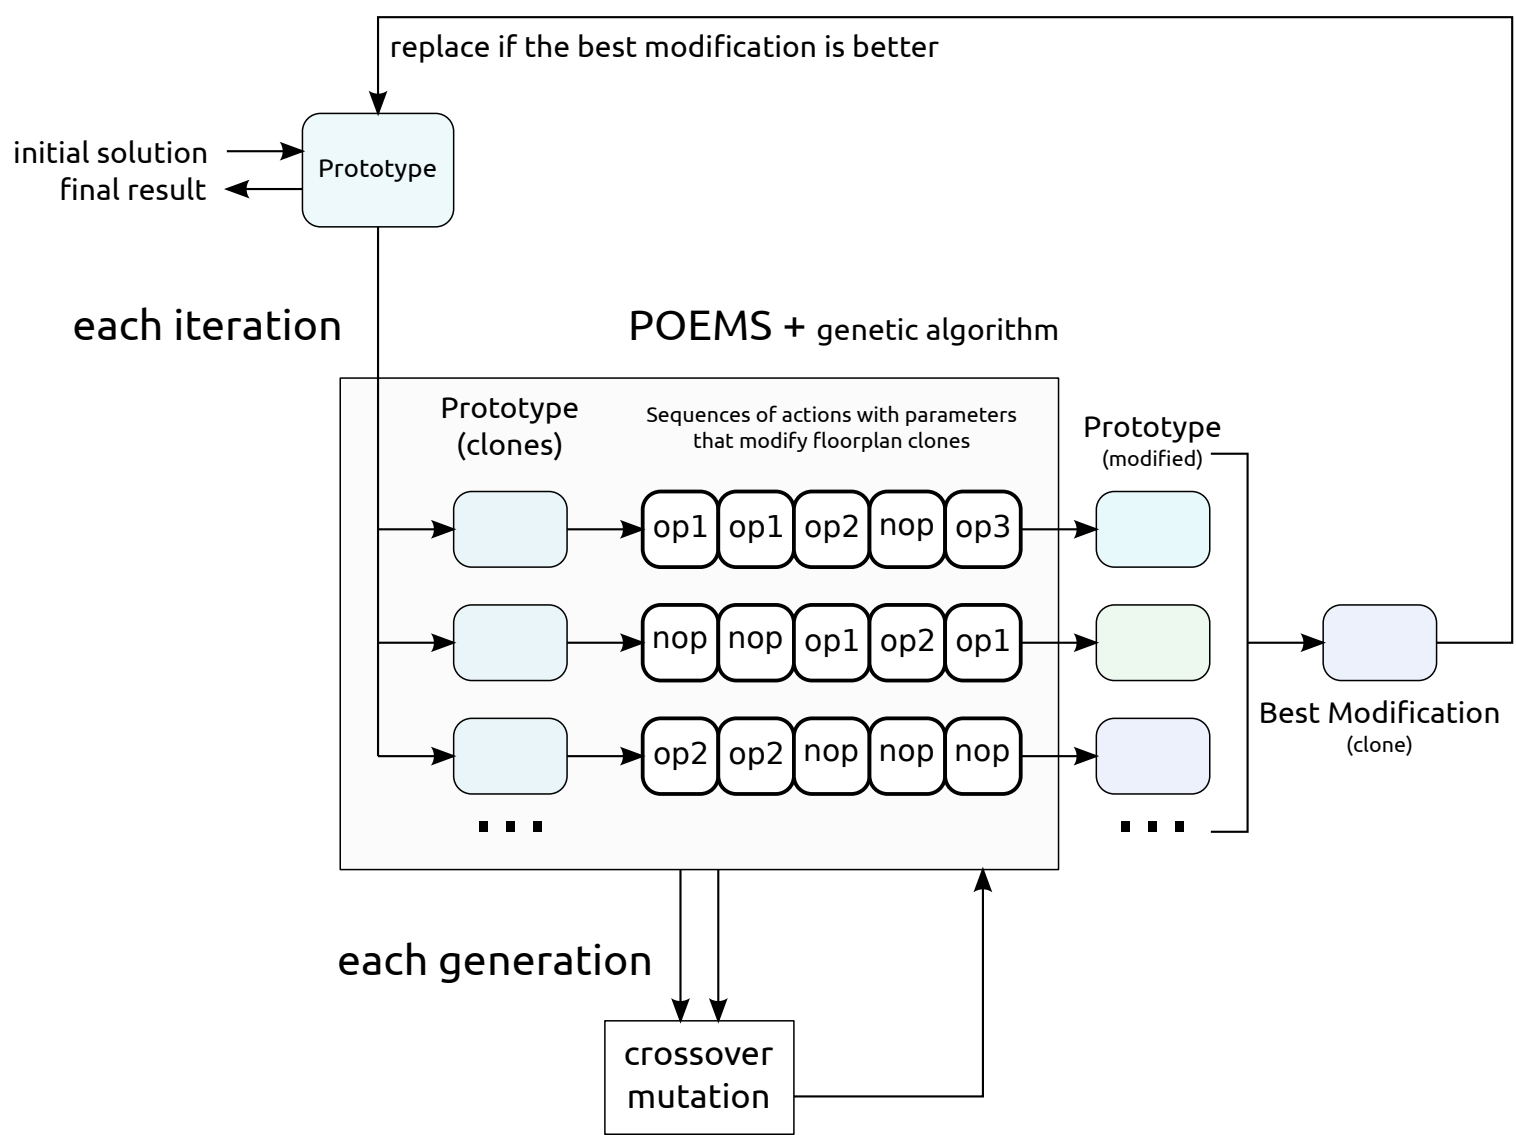 replace if the best modification is better
initial solution
Prototype
final result
each iteration
POEMS + genetic algorithm
Prototype
(clones)
Sequences of actions with parameters
that modify floorplan clones
Prototype
(modified)
op1 op1 op2 nop op3
nop nop op1 op2 op1
op2 op2 nop nop nop
Best Modification
(clone)
...
...
each generation
crossover
mutation